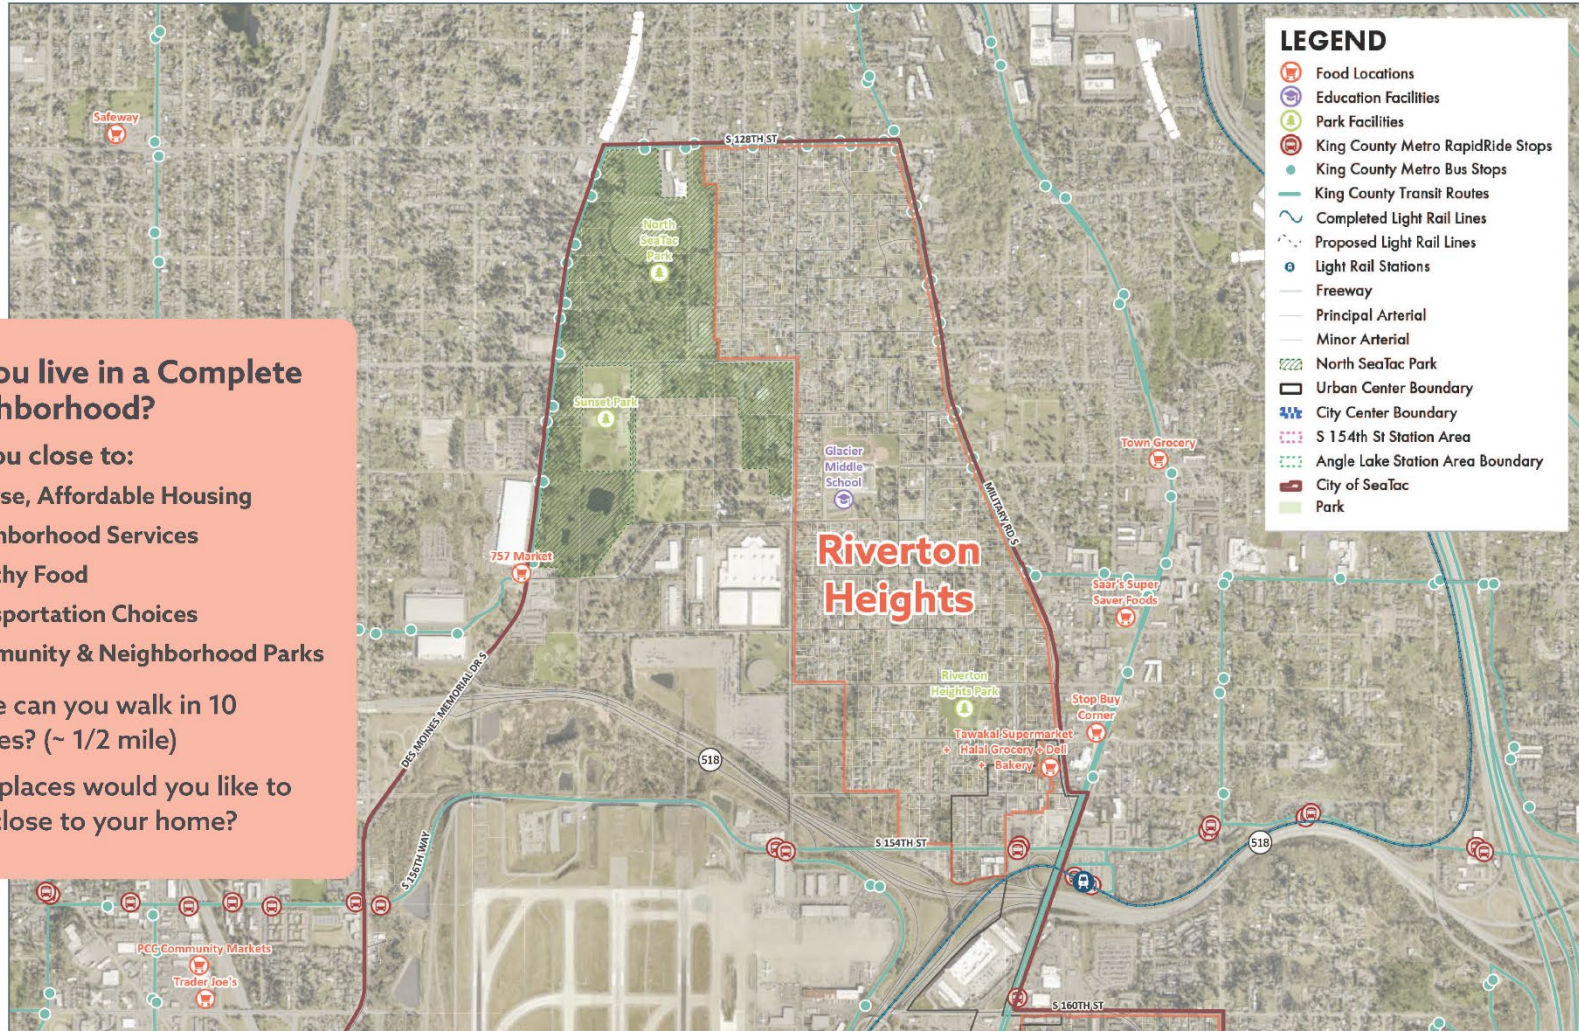 Safeway
S 128TH ST
North
SeaTac
Park
Sunset Park
757 Market
Glacier
Middle
School
Riverton
Heights
MILITARY RD S
Town Grocery
Saar's Super
Saver Foods
Riverton
Heights Park
Stop Buy
Corner
Tawakal Supermarket
+ Halal Grocery + Deli
+ Bakery
DES MOINES MEMORIAL DR S
518
S 156TH WAY
S 154TH ST
518
S 160TH ST
PCC Community Markets
Trader Joe's
ou live in a Complete
hborhood?
ou close to:
se, Affordable Housing
hborhood Services
thy Food
sportation Choices
munity & Neighborhood Parks
e can you walk in 10
es? (~ 1/2 mile)
places would you like to
close to your home?
LEGEND
Food Locations
Education Facilities
Park Facilities
King County Metro RapidRide Stops
King County Metro Bus Stops
King County Transit Routes
Completed Light Rail Lines
Proposed Light Rail Lines
Light Rail Stations
Freeway
Principal Arterial
Minor Arterial
North SeaTac Park
Urban Center Boundary
City Center Boundary
S 154th St Station Area
Angle Lake Station Area Boundary
City of SeaTac
Park